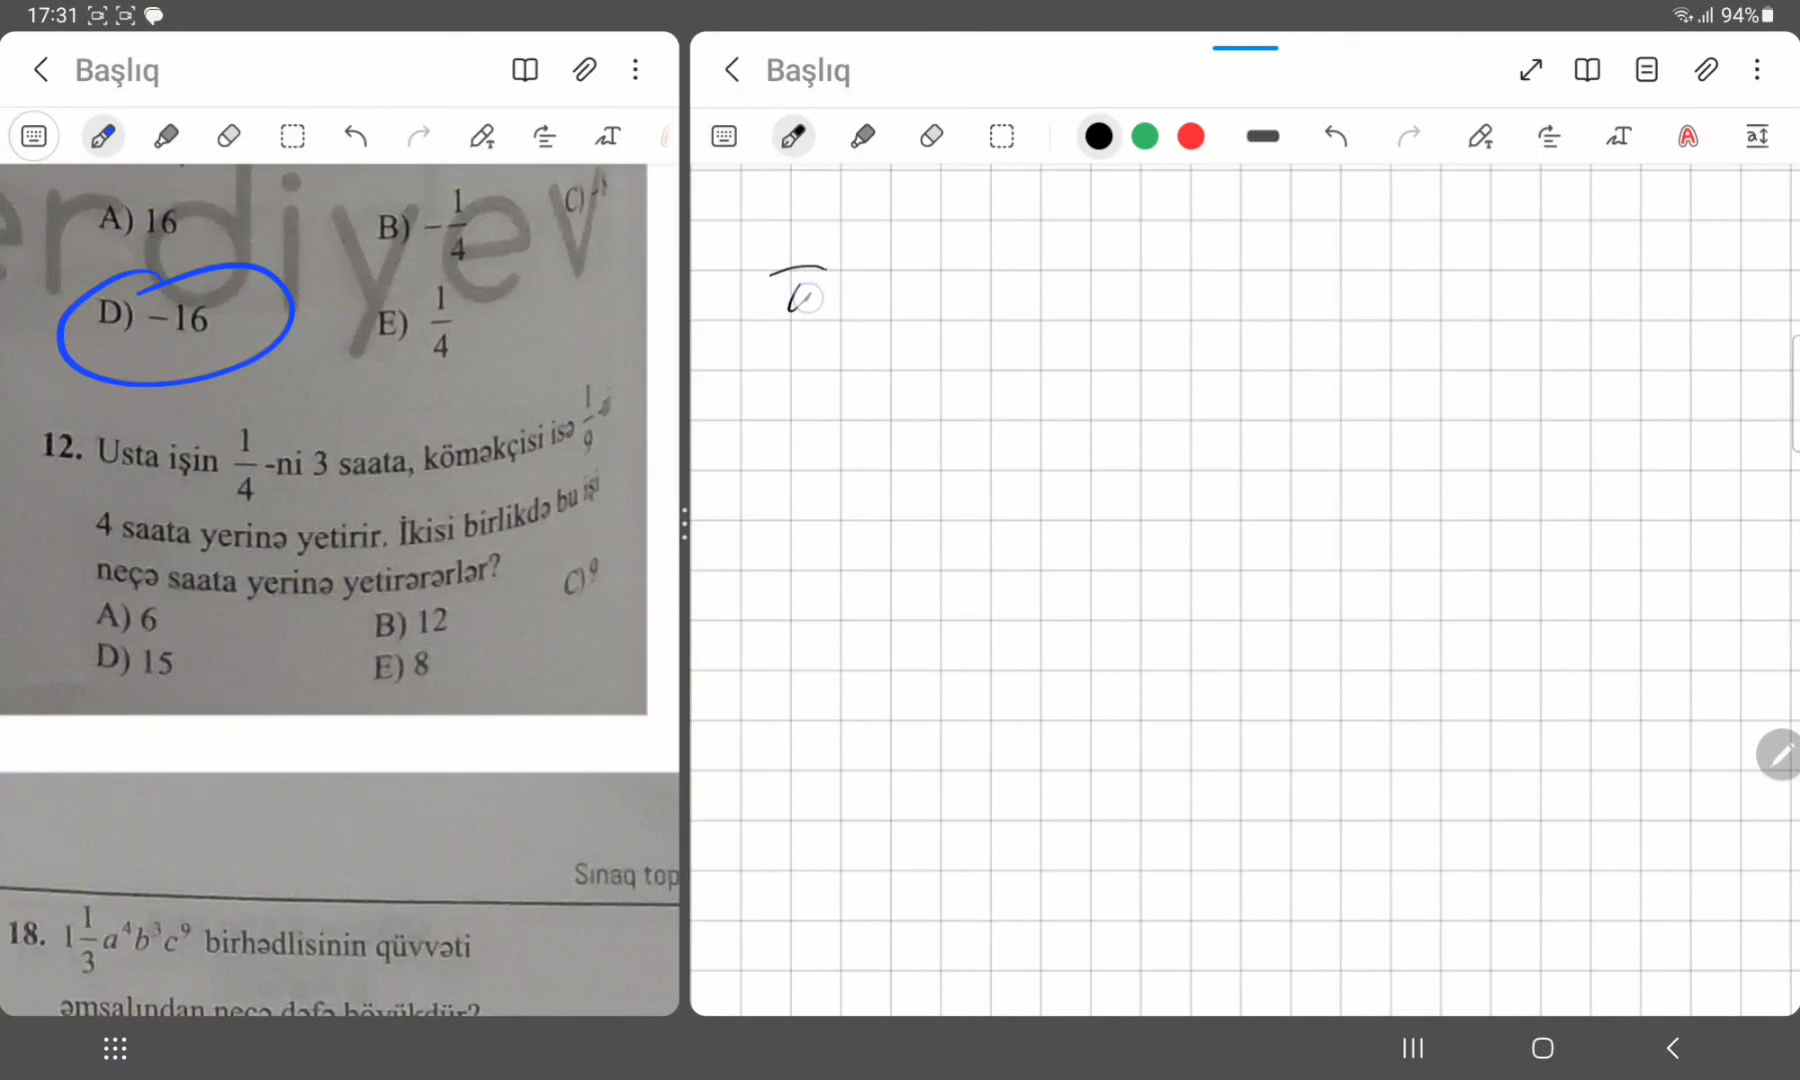 17:31
94%
Başlıq
Başlıq
erdiyev
A) 16
B) -1/4
C)
D) -16
E) 1/4
12. Usta işin 1/4 -ni 3 saata, köməkçisi isə 1/9
4 saata yerinə yetirir. İkisi birlikdə bu işi
neçə saata yerinə yetirərərlər?
A) 6
B) 12
C) 9
D) 15
E) 8
Sınaq top
18. 1 1/3 a⁴b³c⁹ birhədlisinin qüvvəti
əmsalından neçə dəfə böyükdür?